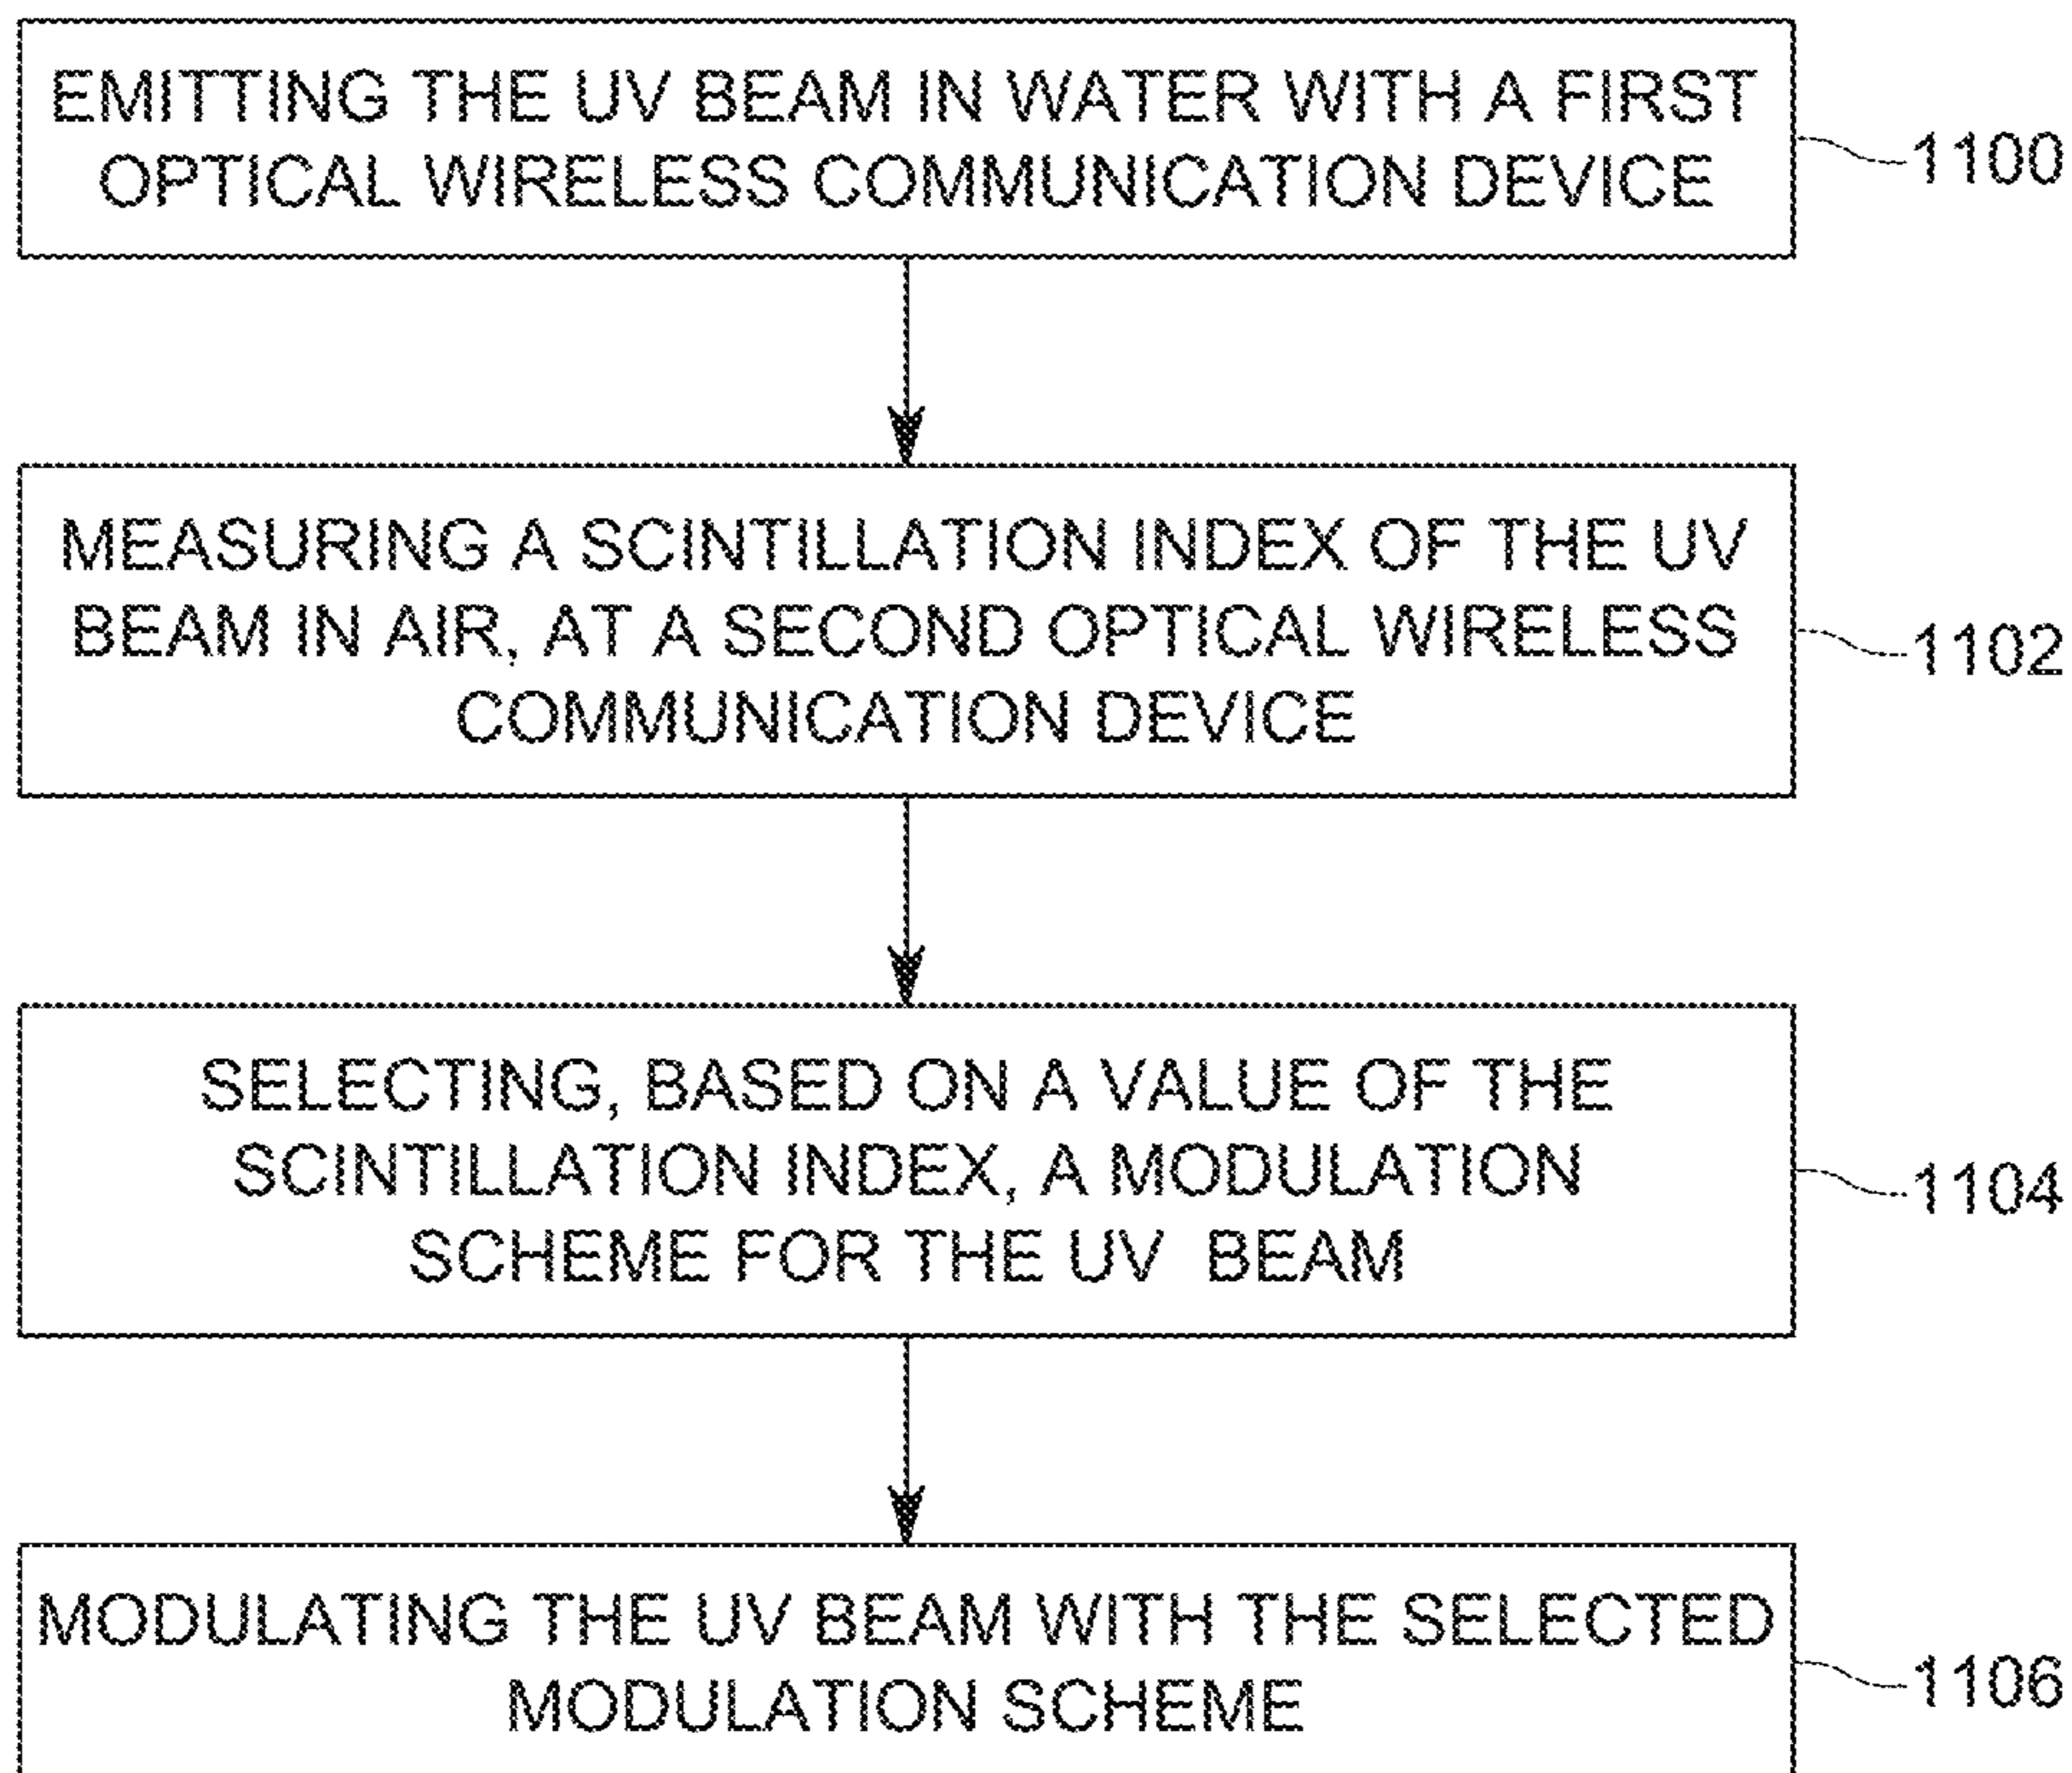 EMITTING THE UV BEAM IN WATER WITH A FIRST
OPTICAL WIRELESS COMMUNICATION DEVICE
1100
MEASURING A SCINTILLATION INDEX OF THE UV
BEAM IN AIR, AT A SECOND OPTICAL WIRELESS
COMMUNICATION DEVICE
1102
SELECTING, BASED ON A VALUE OF THE
SCINTILLATION INDEX, A MODULATION
SCHEME FOR THE UV BEAM
1104
MODULATING THE UV BEAM WITH THE SELECTED
MODULATION SCHEME
1106